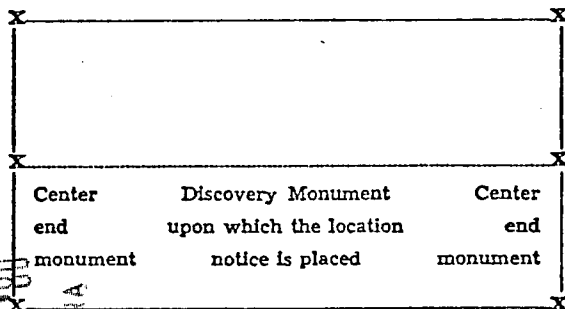 X X
X X
Center Discovery Monument Center
end upon which the location end
monument notice is placed monument
X X